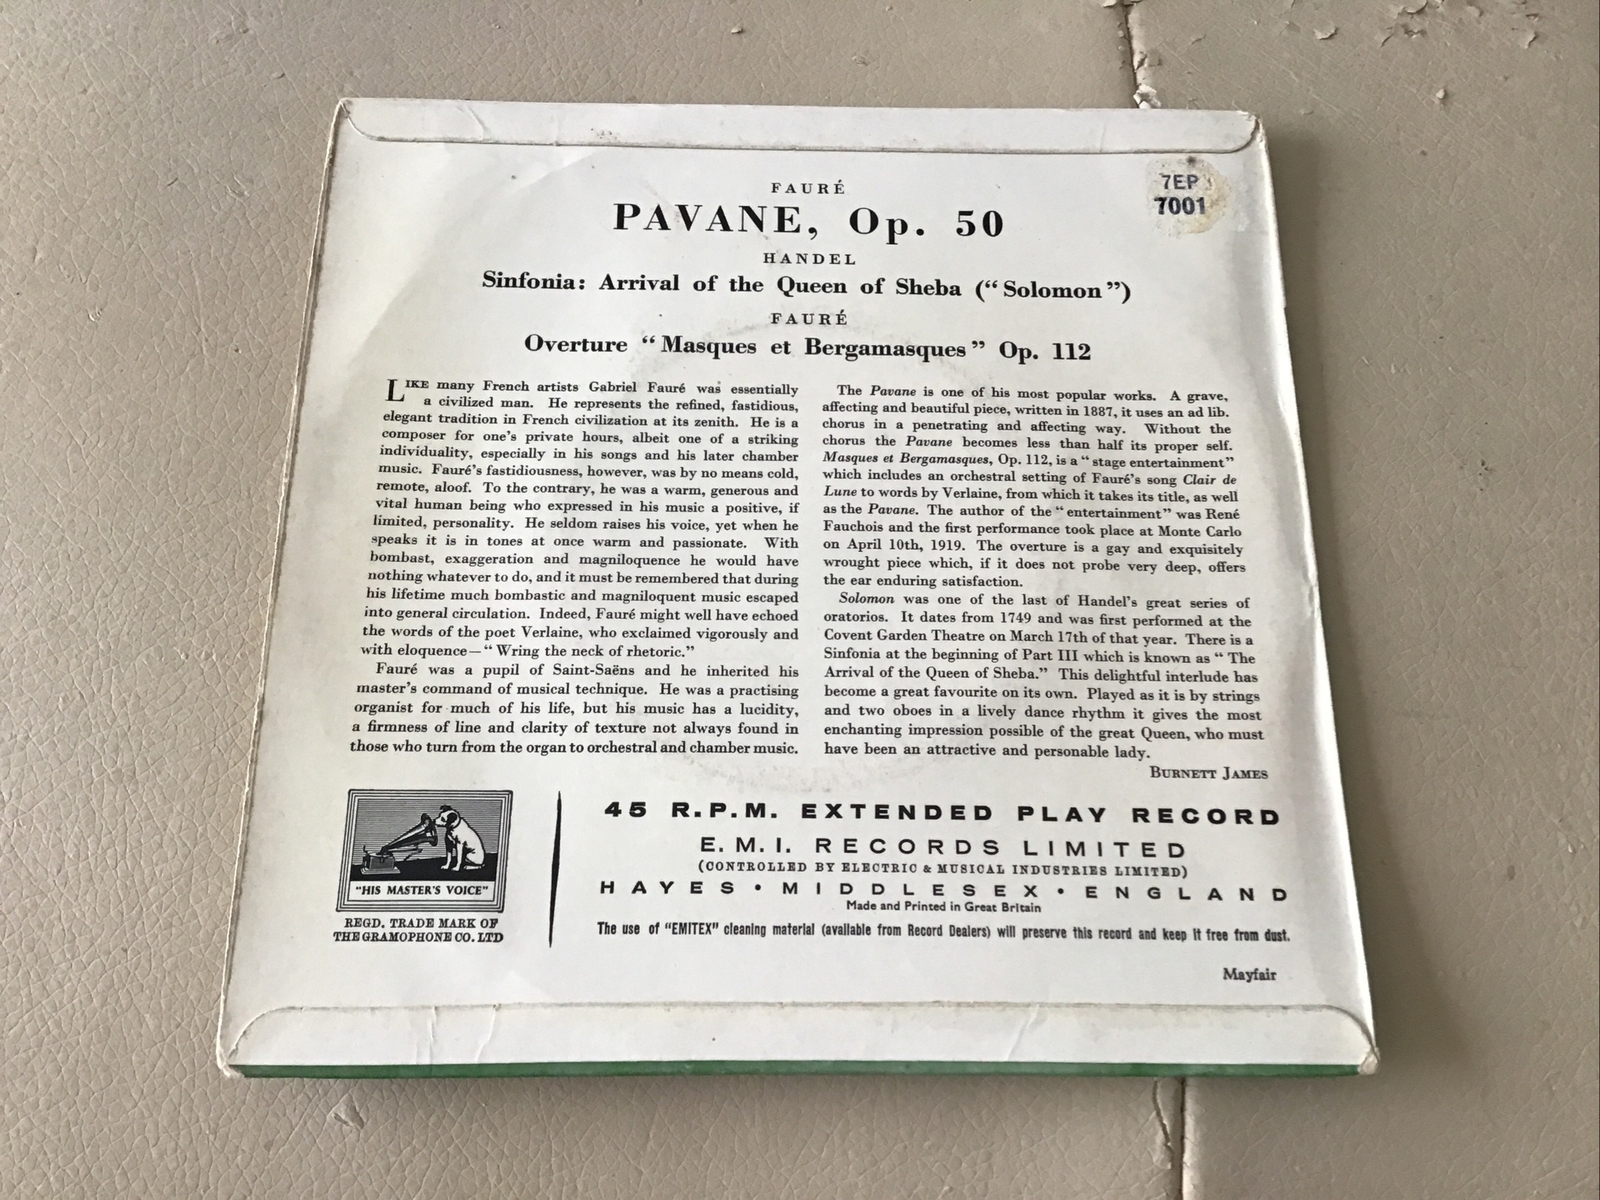 FAURÉ
PAVANE, Op. 50
HANDEL
Sinfonia: Arrival of the Queen of Sheba (“Solomon”)
FAURÉ
Overture “Masques et Bergamasques” Op. 112
7EP
7001
LIKE many French artists Gabriel Fauré was essentially
a civilized man. He represents the refined, fastidious,
elegant tradition in French civilization at its zenith. He is a
composer for one's private hours, albeit one of a striking
individuality, especially in his songs and his later chamber
music. Fauré's fastidiousness, however, was by no means cold,
remote, aloof. To the contrary, he was a warm, generous and
vital human being who expressed in his music a positive, if
limited, personality. He seldom raises his voice, yet when he
speaks it is in tones at once warm and passionate. With
bombast, exaggeration and magniloquence he would have
nothing whatever to do, and it must be remembered that during
his lifetime much bombastic and magniloquent music escaped
into general circulation. Indeed, Fauré might well have echoed
the words of the poet Verlaine, who exclaimed vigorously and
with eloquence—“Wring the neck of rhetoric.”
Fauré was a pupil of Saint-Saëns and he inherited his
master's command of musical technique. He was a practising
organist for much of his life, but his music has a lucidity,
a firmness of line and clarity of texture not always found in
those who turn from the organ to orchestral and chamber music.
The Pavane is one of his most popular works. A grave,
affecting and beautiful piece, written in 1887, it uses an ad lib.
chorus in a penetrating and affecting way. Without the
chorus the Pavane becomes less than half its proper self.
Masques et Bergamasques, Op. 112, is a “stage entertainment”
which includes an orchestral setting of Fauré's song Clair de
Lune to words by Verlaine, from which it takes its title, as well
as the Pavane. The author of the “entertainment” was René
Fauchois and the first performance took place at Monte Carlo
on April 10th, 1919. The overture is a gay and exquisitely
wrought piece which, if it does not probe very deep, offers
the ear enduring satisfaction.
Solomon was one of the last of Handel's great series of
oratorios. It dates from 1749 and was first performed at the
Covent Garden Theatre on March 17th of that year. There is a
Sinfonia at the beginning of Part III which is known as “The
Arrival of the Queen of Sheba.” This delightful interlude has
become a great favourite on its own. Played as it is by strings
and two oboes in a lively dance rhythm it gives the most
enchanting impression possible of the great Queen, who must
have been an attractive and personable lady.
BURNETT JAMES
“HIS MASTER'S VOICE”
REGD. TRADE MARK OF
THE GRAMOPHONE CO. LTD
45 R.P.M. EXTENDED PLAY RECORD
E.M.I. RECORDS LIMITED
(CONTROLLED BY ELECTRIC & MUSICAL INDUSTRIES LIMITED)
HAYES • MIDDLESEX • ENGLAND
Made and Printed in Great Britain
The use of “EMITEX” cleaning material (available from Record Dealers) will preserve this record and keep it free from dust.
Mayfair